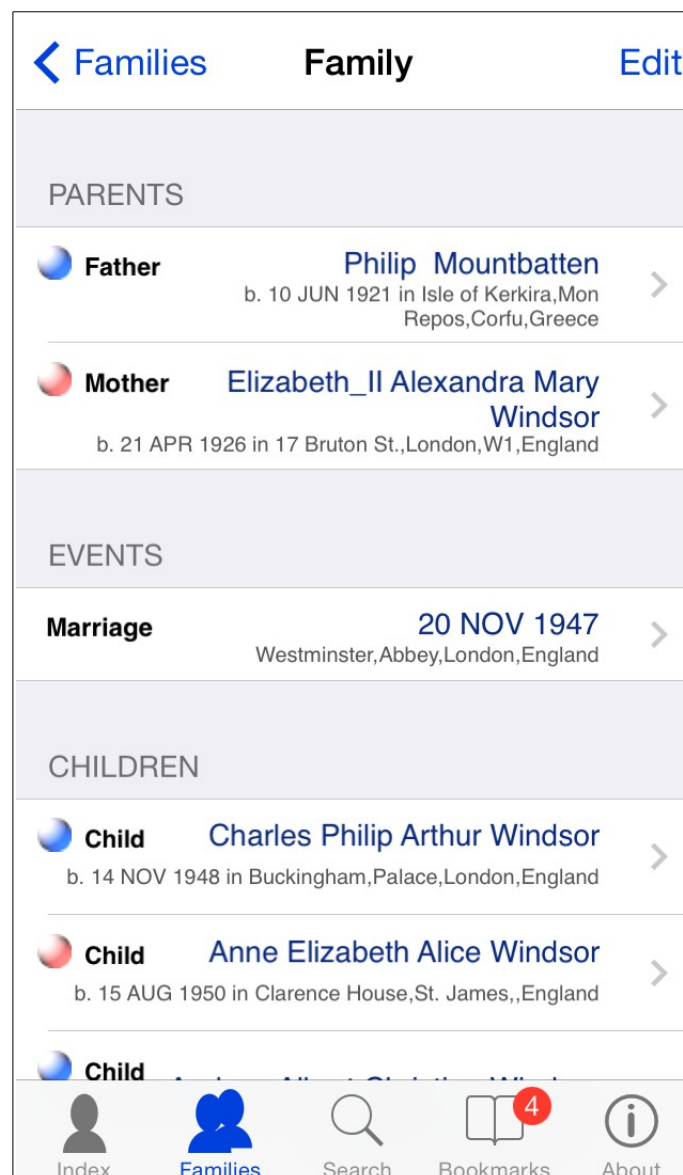 Families Family Edit
PARENTS
Father Philip Mountbatten
b. 10 JUN 1921 in Isle of Kerkira,Mon
Repos,Corfu,Greece
Mother Elizabeth_II Alexandra Mary
Windsor
b. 21 APR 1926 in 17 Bruton St.,London,W1,England
EVENTS
Marriage 20 NOV 1947
Westminster,Abbey,London,England
CHILDREN
Child Charles Philip Arthur Windsor
b. 14 NOV 1948 in Buckingham,Palace,London,England
Child Anne Elizabeth Alice Windsor
b. 15 AUG 1950 in Clarence House,St. James,,England
Child
4
Index Families Search Bookmarks About